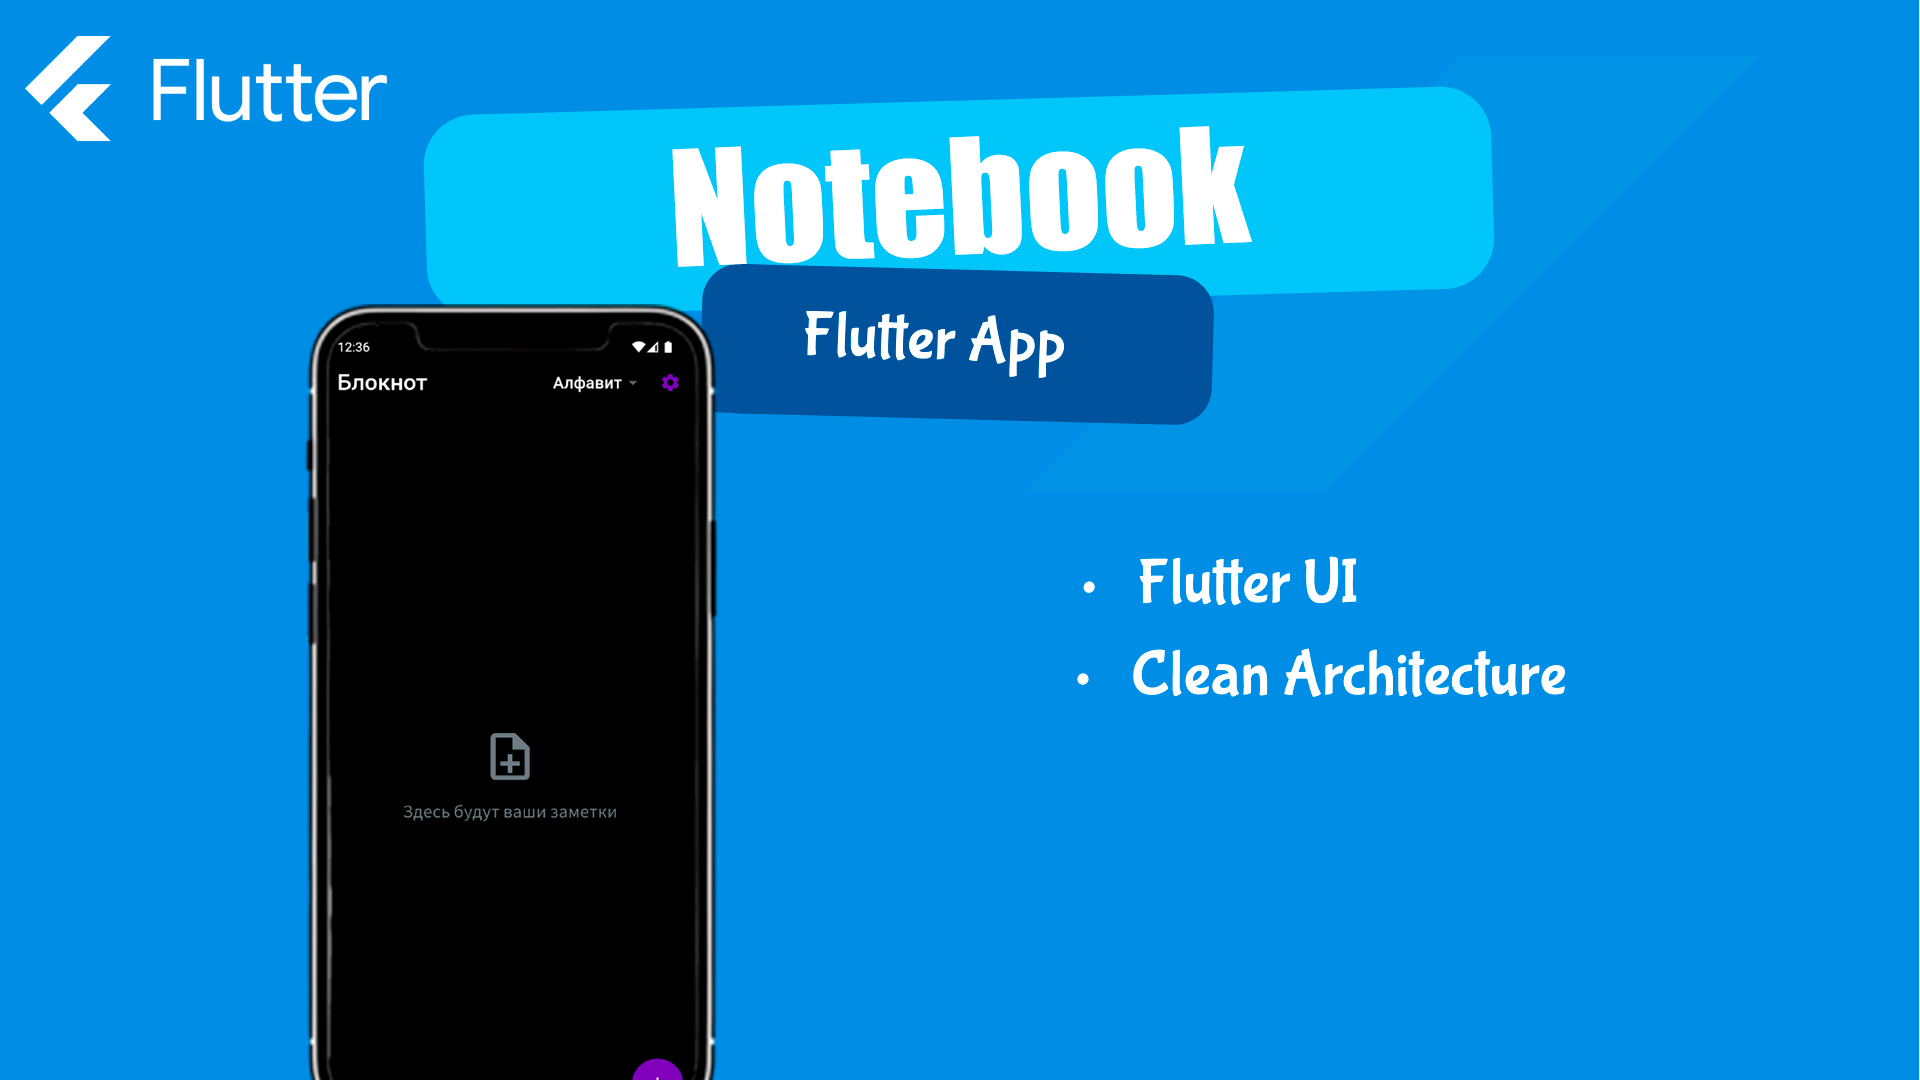 Flutter
Notebook
Flutter App
12:36
Блокнот
Алфавит
Здесь будут ваши заметки
• Flutter UI
• Clean Architecture